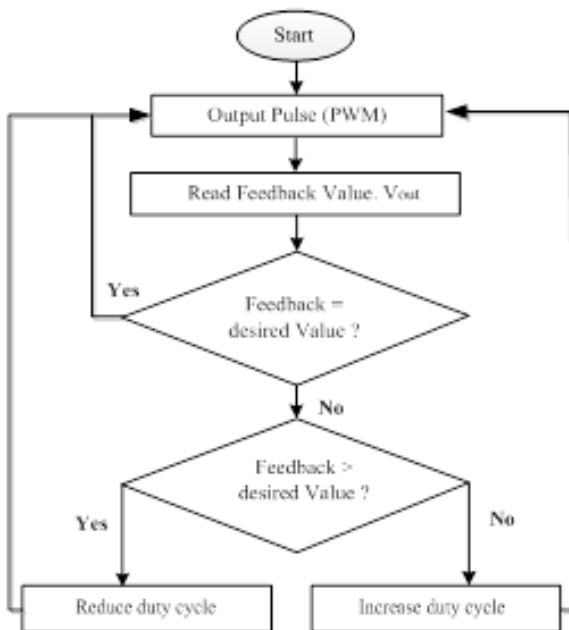 Start
Output Pulse (PWM)
Read Feedback Value. Vout
Yes
Feedback =
desired Value ?
No
Feedback >
desired Value ?
Yes
No
Reduce duty cycle
Increase duty cycle